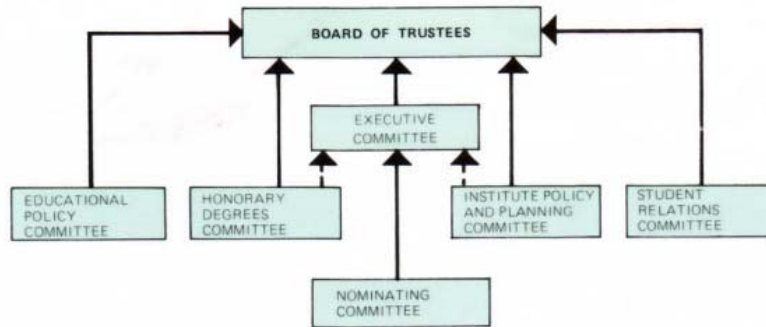 BOARD OF TRUSTEES
EXECUTIVE
COMMITTEE
EDUCATIONAL
POLICY
COMMITTEE
HONORARY
DEGREES
COMMITTEE
INSTITUTE POLICY
AND PLANNING
COMMITTEE
STUDENT
RELATIONS
COMMITTEE
NOMINATING
COMMITTEE